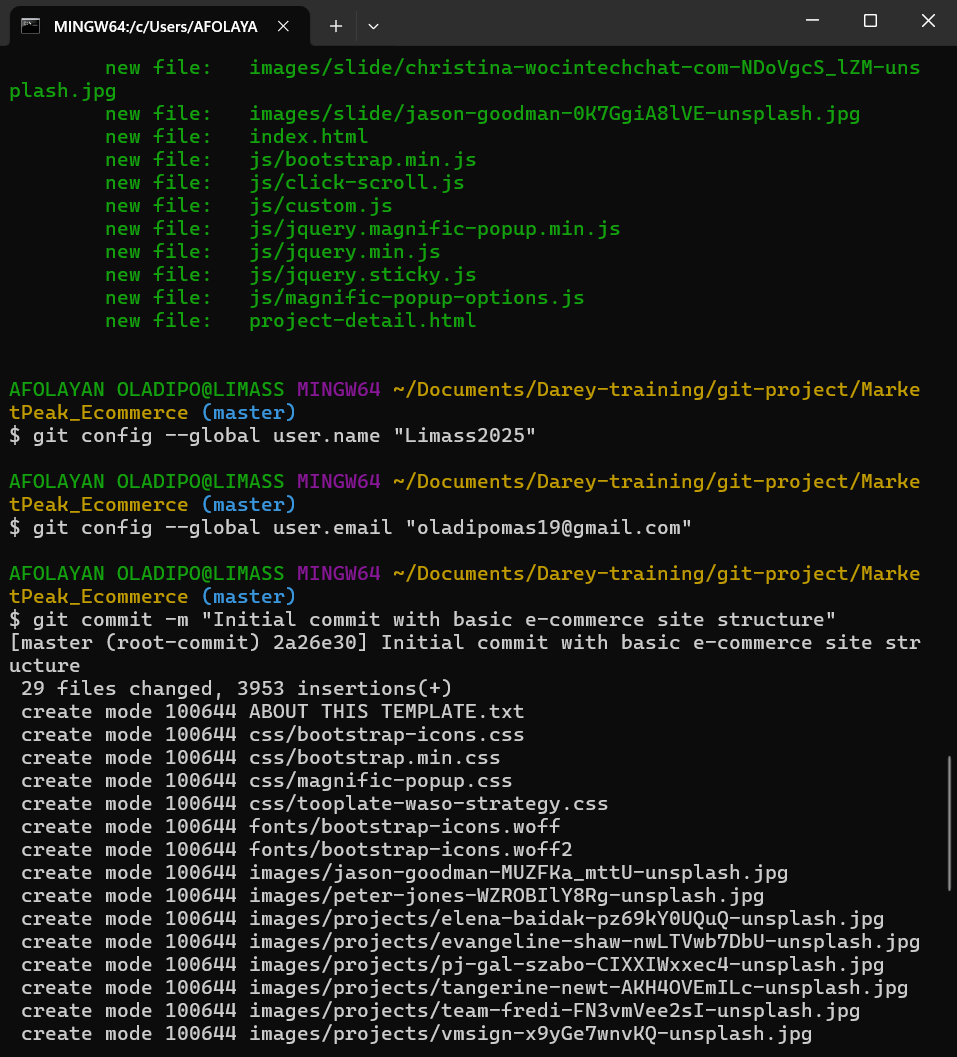 MINGW64:/c/Users/AFOLAYA
new file:   images/slide/christina-wocintechchat-com-NDoVgcS_lZM-uns
plash.jpg
new file:   images/slide/jason-goodman-0K7GgiA8lVE-unsplash.jpg
new file:   index.html
new file:   js/bootstrap.min.js
new file:   js/click-scroll.js
new file:   js/custom.js
new file:   js/jquery.magnific-popup.min.js
new file:   js/jquery.min.js
new file:   js/jquery.sticky.js
new file:   js/magnific-popup-options.js
new file:   project-detail.html
AFOLAYAN OLADIPO@LIMASS MINGW64 ~/Documents/Darey-training/git-project/Marke
tPeak_Ecommerce (master)
$ git config --global user.name "Limass2025"
AFOLAYAN OLADIPO@LIMASS MINGW64 ~/Documents/Darey-training/git-project/Marke
tPeak_Ecommerce (master)
$ git config --global user.email "oladipomas19@gmail.com"
AFOLAYAN OLADIPO@LIMASS MINGW64 ~/Documents/Darey-training/git-project/Marke
tPeak_Ecommerce (master)
$ git commit -m "Initial commit with basic e-commerce site structure"
[master (root-commit) 2a26e30] Initial commit with basic e-commerce site str
ucture
 29 files changed, 3953 insertions(+)
 create mode 100644 ABOUT THIS TEMPLATE.txt
 create mode 100644 css/bootstrap-icons.css
 create mode 100644 css/bootstrap.min.css
 create mode 100644 css/magnific-popup.css
 create mode 100644 css/tooplate-waso-strategy.css
 create mode 100644 fonts/bootstrap-icons.woff
 create mode 100644 fonts/bootstrap-icons.woff2
 create mode 100644 images/jason-goodman-MUZFKa_mttU-unsplash.jpg
 create mode 100644 images/peter-jones-WZROBIlY8Rg-unsplash.jpg
 create mode 100644 images/projects/elena-baidak-pz69kY0UQuQ-unsplash.jpg
 create mode 100644 images/projects/evangeline-shaw-nwLTVwb7DbU-unsplash.jpg
 create mode 100644 images/projects/pj-gal-szabo-CIXXIWxxec4-unsplash.jpg
 create mode 100644 images/projects/tangerine-newt-AKH4OVEmILc-unsplash.jpg
 create mode 100644 images/projects/team-fredi-FN3vmVee2sI-unsplash.jpg
 create mode 100644 images/projects/vmsign-x9yGe7wnvKQ-unsplash.jpg